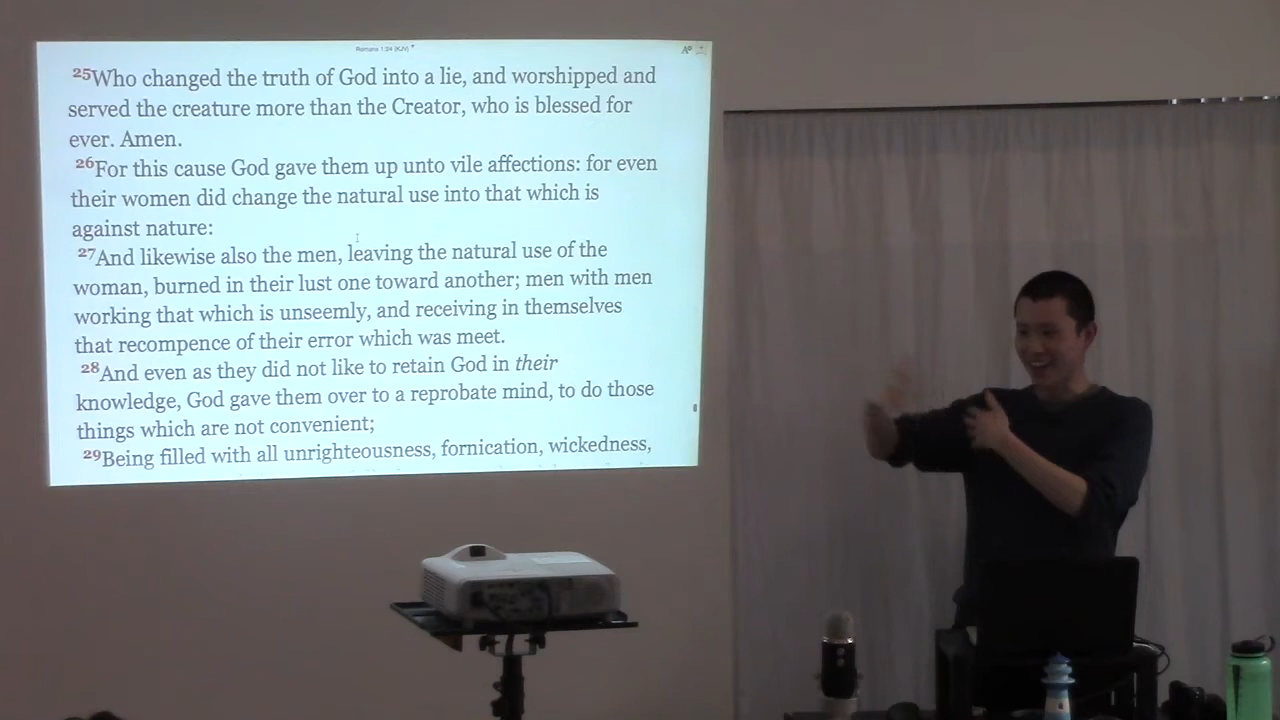 Romans 1:24 (KJV)
25Who changed the truth of God into a lie, and worshipped and
served the creature more than the Creator, who is blessed for
ever. Amen.
26For this cause God gave them up unto vile affections: for even
their women did change the natural use into that which is
against nature:
27And likewise also the men, leaving the natural use of the
woman, burned in their lust one toward another; men with men
working that which is unseemly, and receiving in themselves
that recompence of their error which was meet.
28And even as they did not like to retain God in their
knowledge, God gave them over to a reprobate mind, to do those
things which are not convenient;
29Being filled with all unrighteousness, fornication, wickedness,